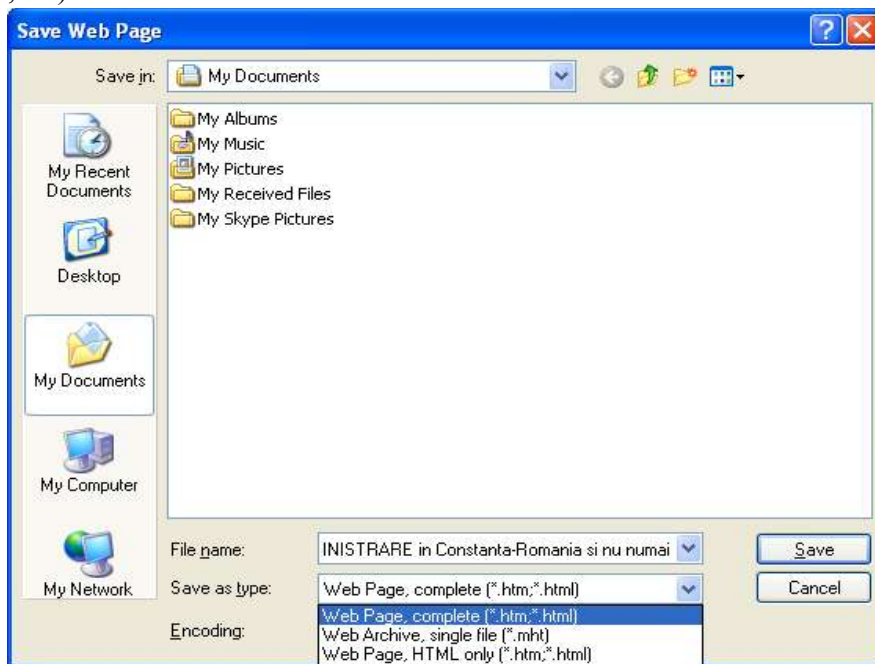 Save Web Page
Save in: My Documents
My Albums
My Music
My Pictures
My Received Files
My Skype Pictures
My Recent
Documents
Desktop
My Documents
My Computer
My Network
File name: INISTRARE in Constanta-Romania si nu numai
Save
Save as type: Web Page, complete (*.htm;*.html)
Cancel
Encoding:
Web Page, complete (*.htm;*.html)
Web Archive, single file (*.mht)
Web Page, HTML only (*.htm;*.html)